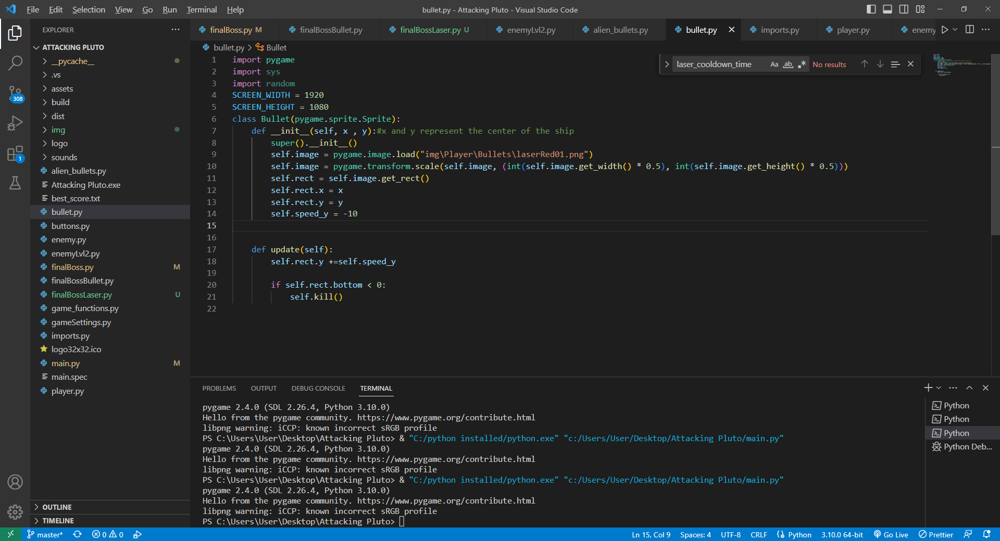 File Edit Selection View Go Run Terminal Help
bullet.py - Attacking Pluto - Visual Studio Code
EXPLORER
ATTACKING PLUTO
__pycache__
.vs
assets
build
dist
img
logo
sounds
alien_bullets.py
Attacking Pluto.exe
best_score.txt
bullet.py
buttons.py
enemy.py
enemyLvl2.py
finalBoss.py M
finalBossBullet.py
finalBossLaser.py U
game_functions.py
gameSettings.py
imports.py
logo32x32.ico
main.py M
main.spec
player.py
OUTLINE
TIMELINE
308
1
finalBoss.py M finalBossBullet.py finalBossLaser.py U enemyLvl2.py alien_bullets.py bullet.py imports.py player.py enemy
bullet.py > Bullet
laser_cooldown_time Aa ab No results
1 import pygame
2 import sys
3 import random
4 SCREEN_WIDTH = 1920
5 SCREEN_HEIGHT = 1080
6 class Bullet(pygame.sprite.Sprite):
7 def __init__(self, x , y):#x and y represent the center of the ship
8 super().__init__()
9 self.image = pygame.image.load("img\Player\Bullets\laserRed01.png")
10 self.image = pygame.transform.scale(self.image, (int(self.image.get_width() * 0.5), int(self.image.get_height() * 0.5)))
11 self.rect = self.image.get_rect()
12 self.rect.x = x
13 self.rect.y = y
14 self.speed_y = -10
15
16
17 def update(self):
18 self.rect.y +=self.speed_y
19
20 if self.rect.bottom < 0:
21 self.kill()
22
PROBLEMS OUTPUT DEBUG CONSOLE TERMINAL
pygame 2.4.0 (SDL 2.26.4, Python 3.10.0)
Hello from the pygame community. https://www.pygame.org/contribute.html
libpng warning: iCCP: known incorrect sRGB profile
PS C:\Users\User\Desktop\Attacking Pluto> & "C:/python installed/python.exe" "c:/Users/User/Desktop/Attacking Pluto/main.py"
pygame 2.4.0 (SDL 2.26.4, Python 3.10.0)
Hello from the pygame community. https://www.pygame.org/contribute.html
libpng warning: iCCP: known incorrect sRGB profile
PS C:\Users\User\Desktop\Attacking Pluto> & "C:/python installed/python.exe" "c:/Users/User/Desktop/Attacking Pluto/main.py"
pygame 2.4.0 (SDL 2.26.4, Python 3.10.0)
Hello from the pygame community. https://www.pygame.org/contribute.html
libpng warning: iCCP: known incorrect sRGB profile
PS C:\Users\User\Desktop\Attacking Pluto>
Python
Python
Python
Python Deb...
master* 0 0 Ln 15, Col 9 Spaces: 4 UTF-8 CRLF Python 3.10.0 64-bit Go Live Prettier